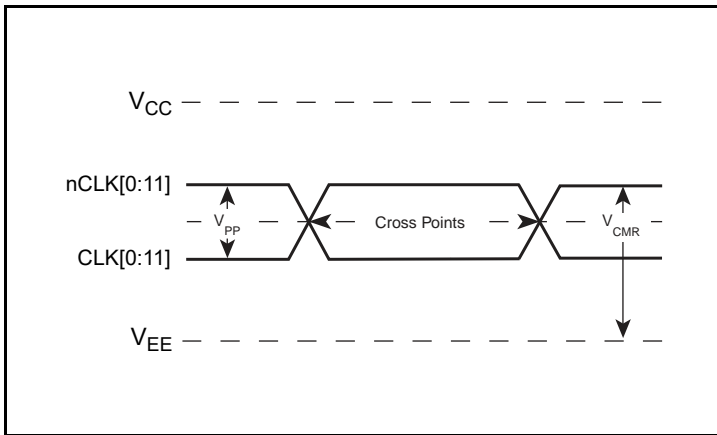 VCC
nCLK[0:11]
VPP
Cross Points
VCMR
CLK[0:11]
VEE